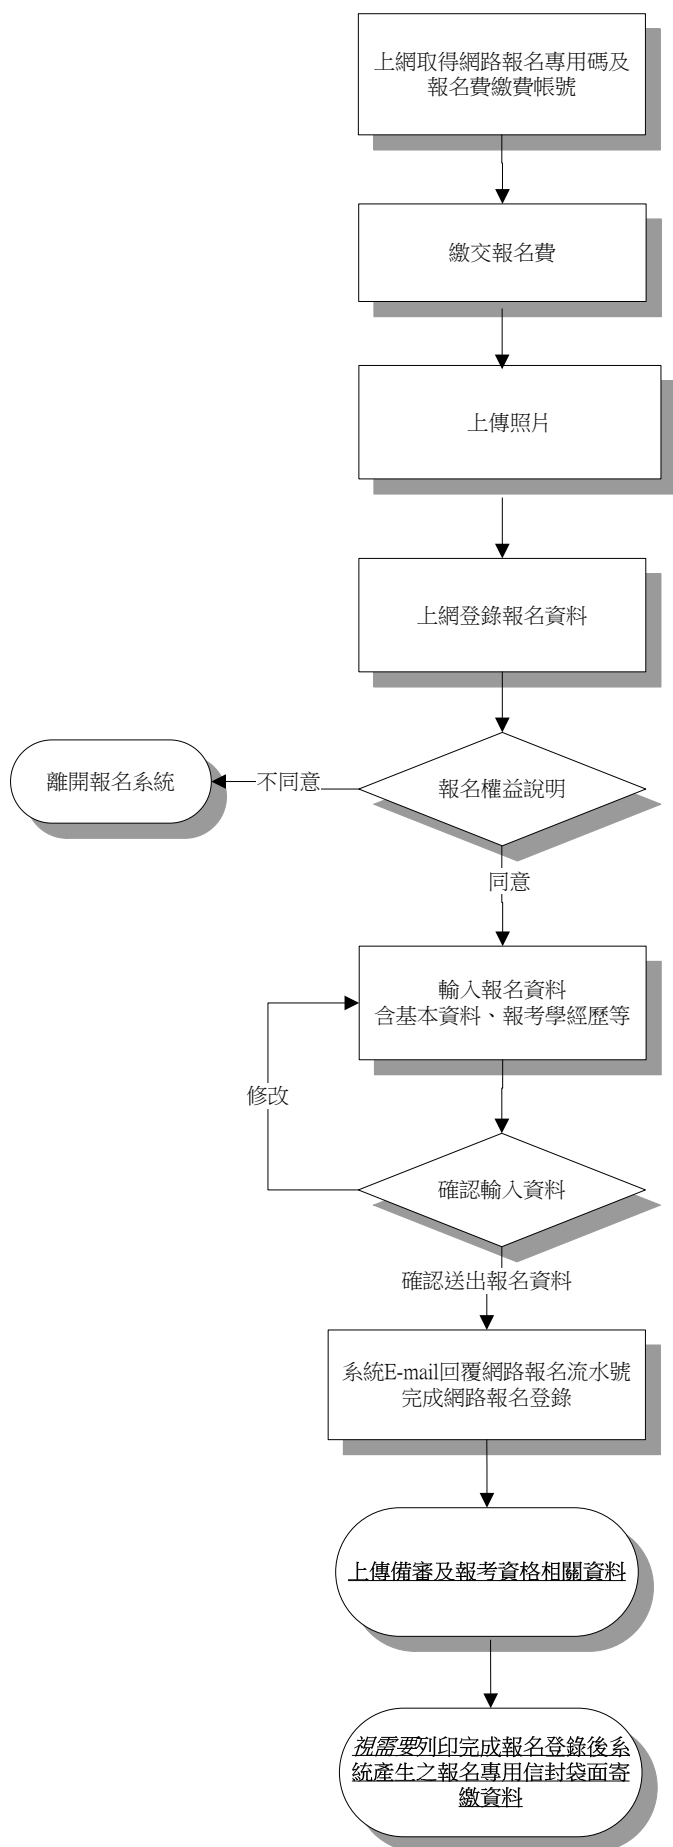 上網取得網路報名專用碼及
報名費繳費帳號
繳交報名費
上傳照片
上網登錄報名資料
離開報名系統
不同意
報名權益說明
同意
輸入報名資料
含基本資料、報考學經歷等
修改
確認輸入資料
確認送出報名資料
系統E-mail回覆網路報名流水號
完成網路報名登錄
上傳備審及報考資格相關資料
視需要列印完成報名登錄後系
統產生之報名專用信封袋面寄
繳資料